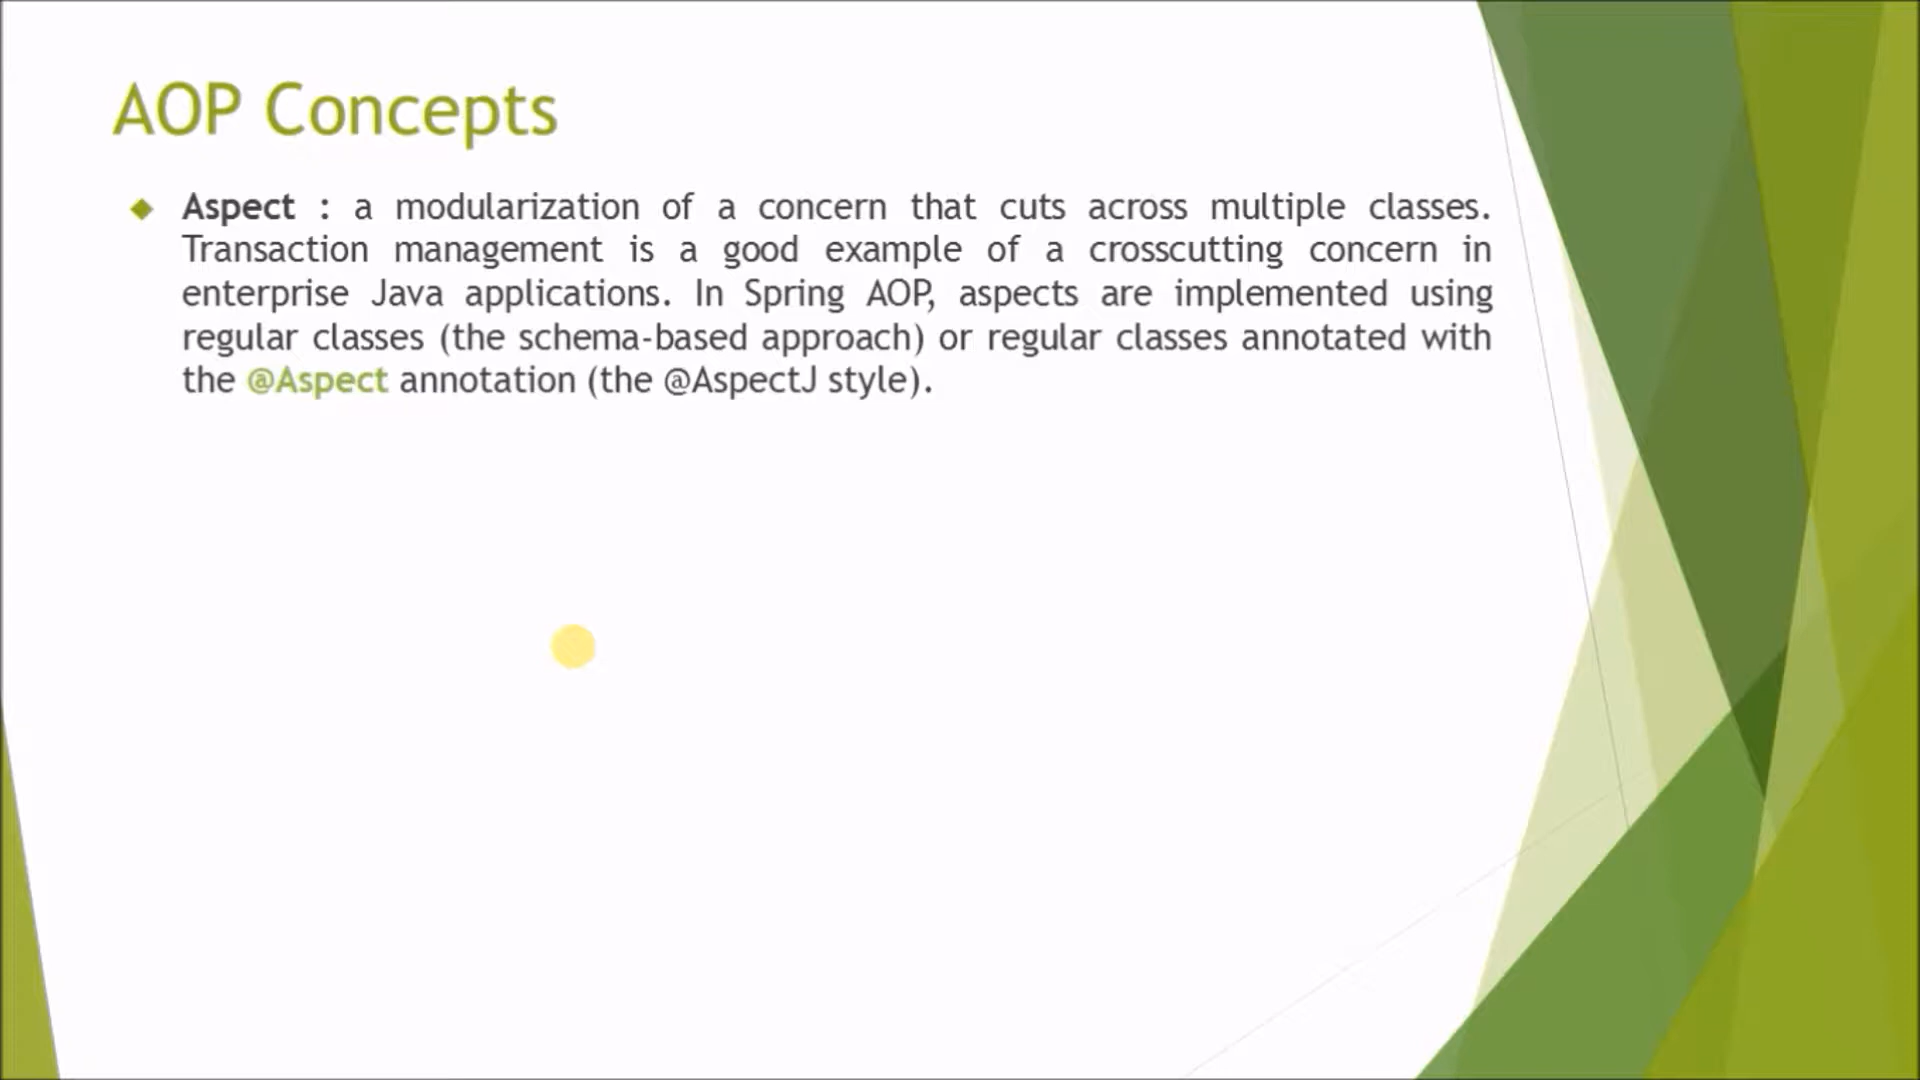 AOP Concepts
Aspect : a modularization of a concern that cuts across multiple classes.
Transaction management is a good example of a crosscutting concern in
enterprise Java applications. In Spring AOP, aspects are implemented using
regular classes (the schema-based approach) or regular classes annotated with
the @Aspect annotation (the @AspectJ style).